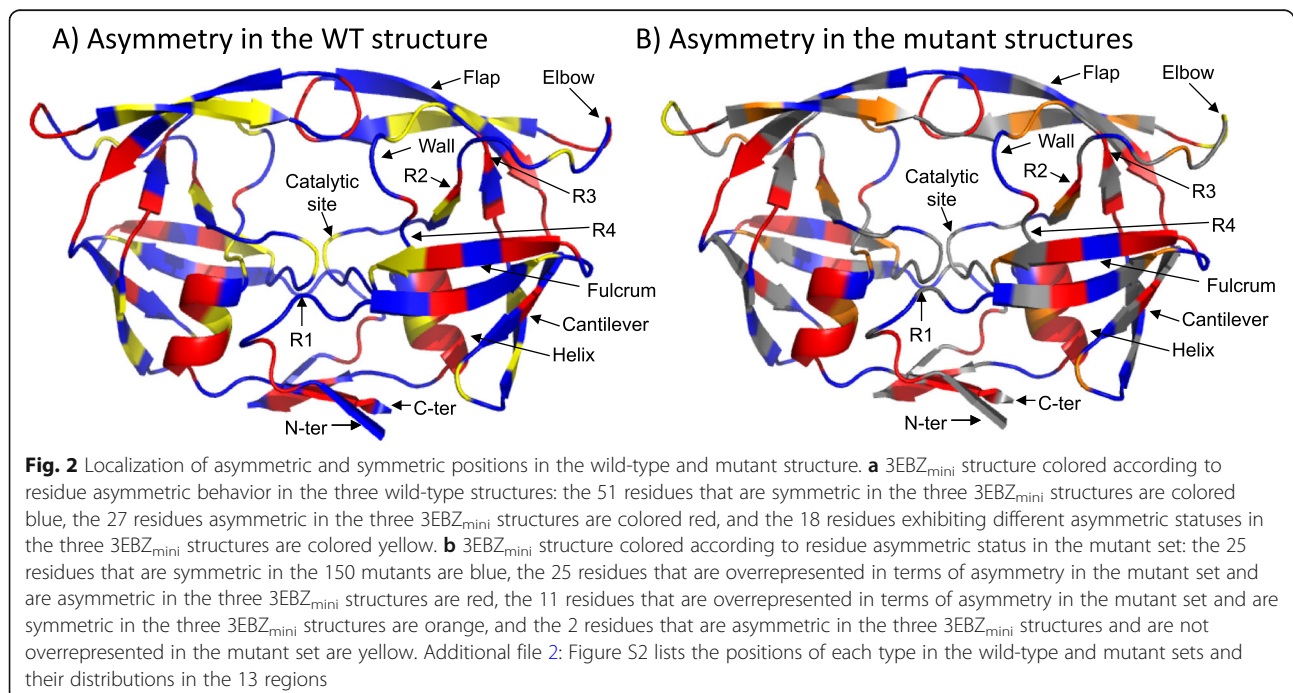 A) Asymmetry in the WT structure
B) Asymmetry in the mutant structures
Flap
Elbow
Wall
R2
Catalytic
site
R3
R4
Fulcrum
Cantilever
R1
Helix
C-ter
N-ter
Flap
Elbow
Wall
R2
Catalytic
site
R3
R4
Fulcrum
Cantilever
R1
Helix
C-ter
N-ter
Fig. 2 Localization of asymmetric and symmetric positions in the wild-type and mutant structure. a 3EBZmini structure colored according to
residue asymmetric behavior in the three wild-type structures: the 51 residues that are symmetric in the three 3EBZmini structures are colored
blue, the 27 residues asymmetric in the three 3EBZmini structures are colored red, and the 18 residues exhibiting different asymmetric statuses in
the three 3EBZmini structures are colored yellow. b 3EBZmini structure colored according to residue asymmetric status in the mutant set: the 25
residues that are symmetric in the 150 mutants are blue, the 25 residues that are overrepresented in terms of asymmetry in the mutant set and
are asymmetric in the three 3EBZmini structures are red, the 11 residues that are overrepresented in terms of asymmetry in the mutant set and are
symmetric in the three 3EBZmini structures are orange, and the 2 residues that are asymmetric in the three 3EBZmini structures and are not
overrepresented in the mutant set are yellow. Additional file 2: Figure S2 lists the positions of each type in the wild-type and mutant sets and
their distributions in the 13 regions